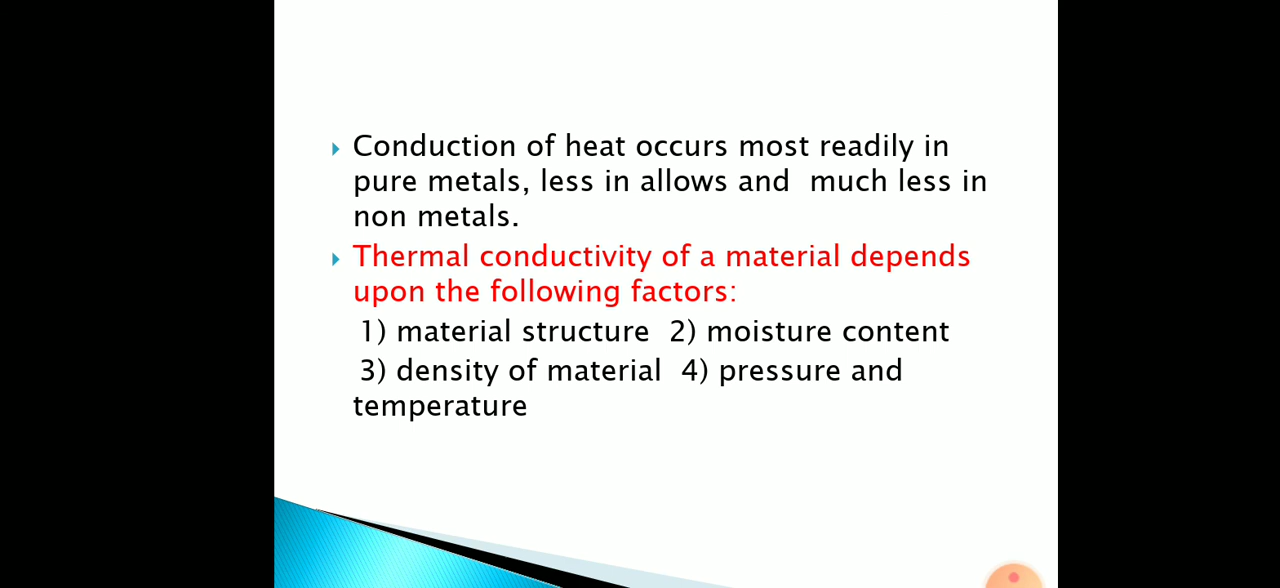 Conduction of heat occurs most readily in
pure metals, less in allows and  much less in
non metals.
Thermal conductivity of a material depends
upon the following factors:
1) material structure  2) moisture content
3) density of material  4) pressure and
temperature